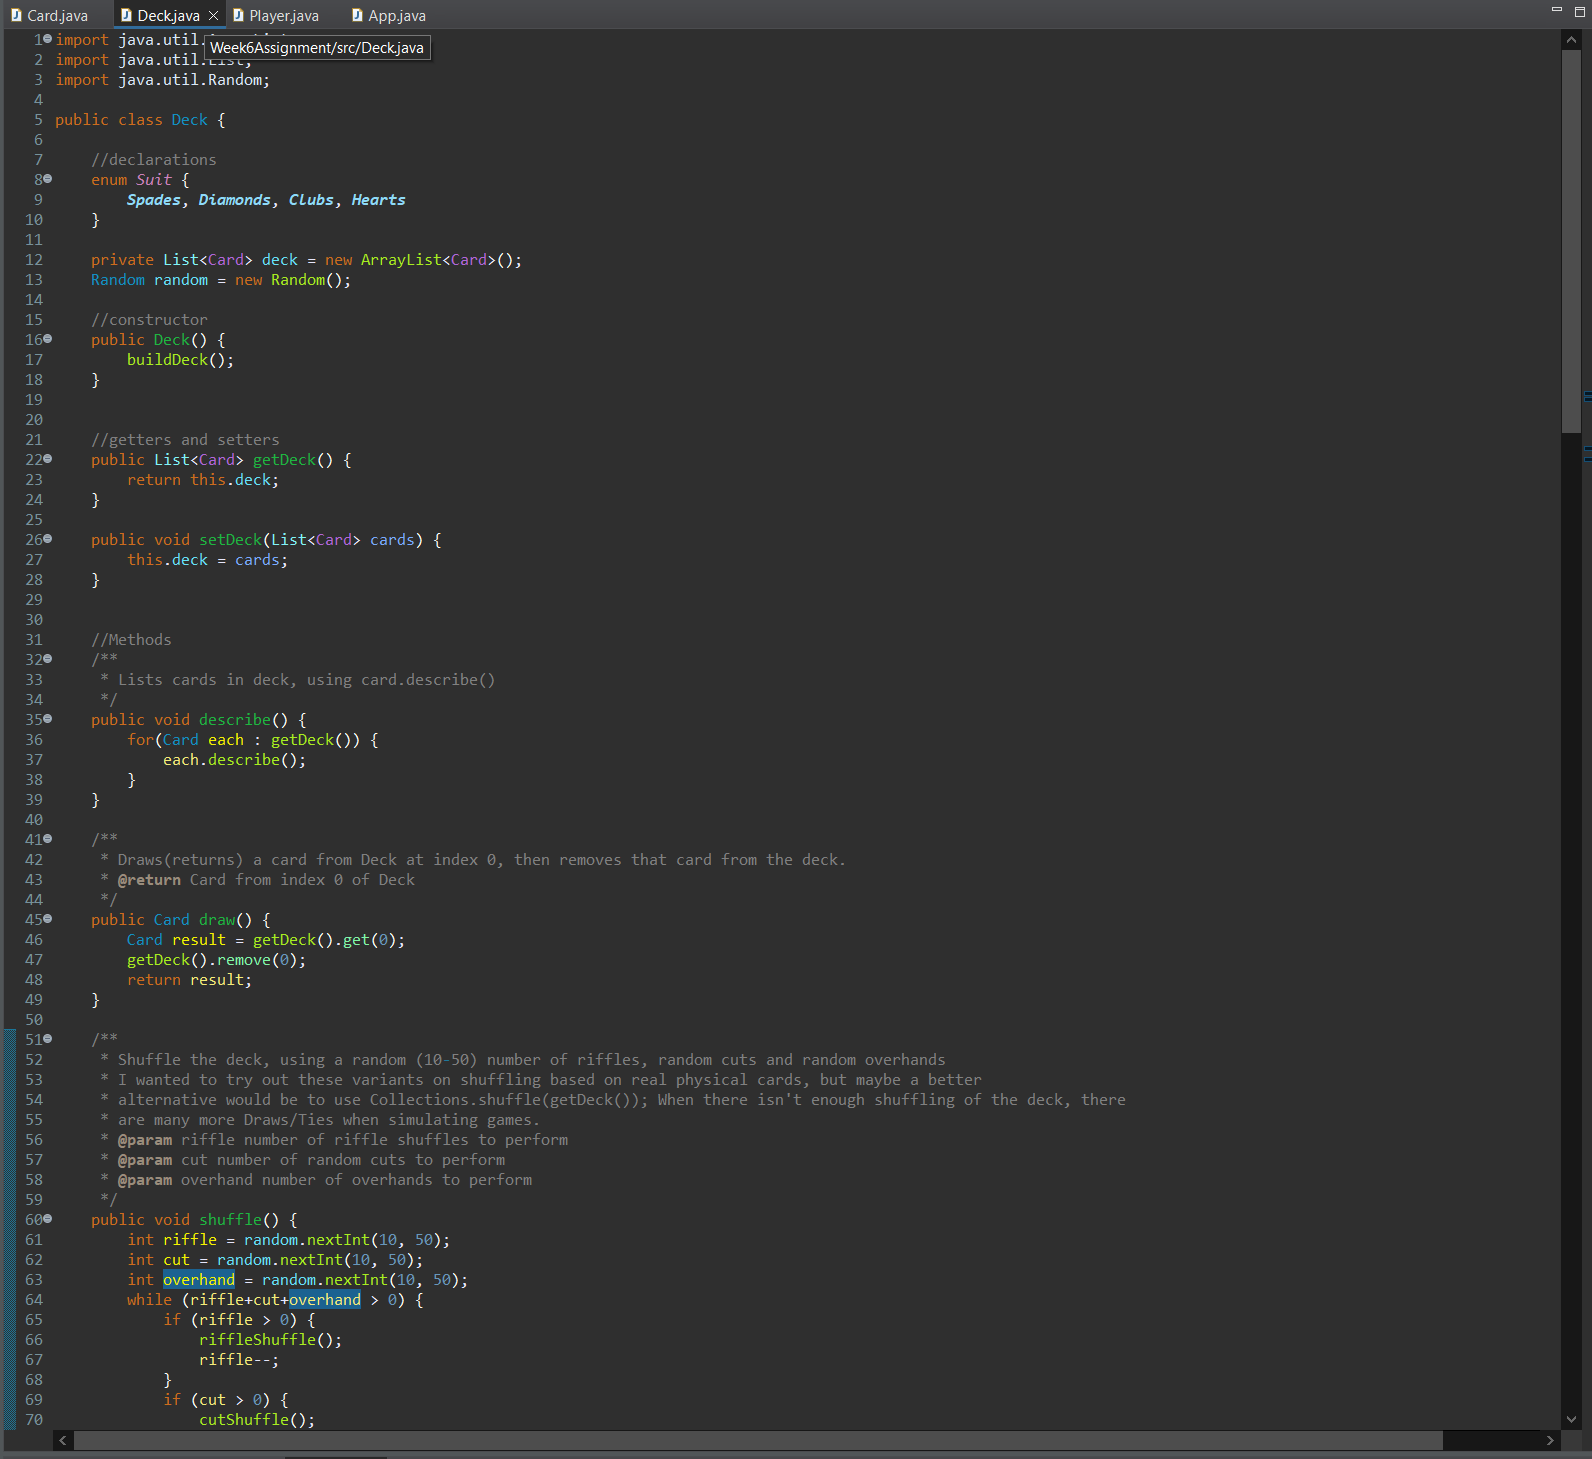 Card.java Deck.java Player.java App.java
1 import java.util.
Week6Assignment/src/Deck.java
2 import java.util.List;
3 import java.util.Random;
4
5 public class Deck {
6
7 //declarations
8 enum Suit {
9 Spades, Diamonds, Clubs, Hearts
10 }
11
12 private List<Card> deck = new ArrayList<Card>();
13 Random random = new Random();
14
15 //constructor
16 public Deck() {
17 buildDeck();
18 }
19
20
21 //getters and setters
22 public List<Card> getDeck() {
23 return this.deck;
24 }
25
26 public void setDeck(List<Card> cards) {
27 this.deck = cards;
28 }
29
30
31 //Methods
32 /**
33 * Lists cards in deck, using card.describe()
34 */
35 public void describe() {
36 for(Card each : getDeck()) {
37 each.describe();
38 }
39 }
40
41 /**
42 * Draws(returns) a card from Deck at index 0, then removes that card from the deck.
43 * @return Card from index 0 of Deck
44 */
45 public Card draw() {
46 Card result = getDeck().get(0);
47 getDeck().remove(0);
48 return result;
49 }
50
51 /**
52 * Shuffle the deck, using a random (10-50) number of riffles, random cuts and random overhands
53 * I wanted to try out these variants on shuffling based on real physical cards, but maybe a better
54 * alternative would be to use Collections.shuffle(getDeck()); When there isn't enough shuffling of the deck, there
55 * are many more Draws/Ties when simulating games.
56 * @param riffle number of riffle shuffles to perform
57 * @param cut number of random cuts to perform
58 * @param overhand number of overhands to perform
59 */
60 public void shuffle() {
61 int riffle = random.nextInt(10, 50);
62 int cut = random.nextInt(10, 50);
63 int overhand = random.nextInt(10, 50);
64 while (riffle+cut+overhand > 0) {
65 if (riffle > 0) {
66 riffleShuffle();
67 riffle--;
68 }
69 if (cut > 0) {
70 cutShuffle();